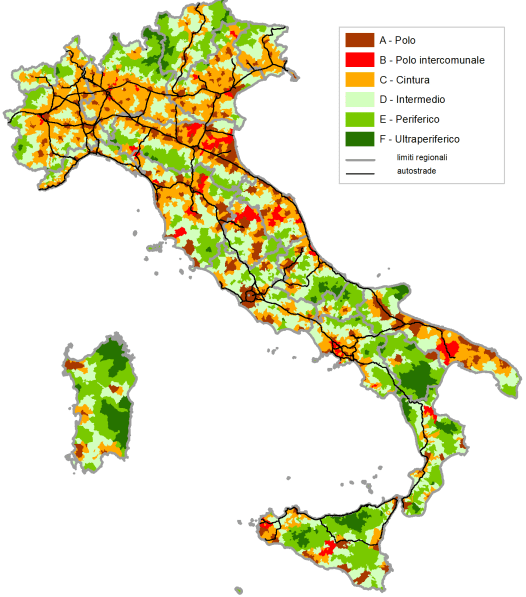 A - Polo
B - Polo intercomunale
C - Cintura
D - Intermedio
E - Periferico
F - Ultraperiferico
limiti regionali
autostrade